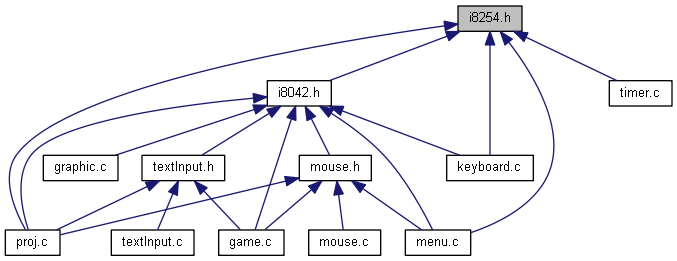 i8254.h
i8042.h
timer.c
graphic.c
textInput.h
mouse.h
keyboard.c
proj.c
textInput.c
game.c
mouse.c
menu.c